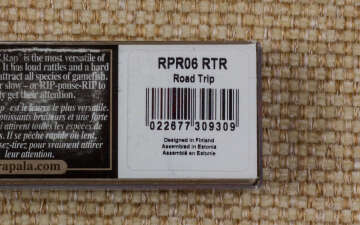 Rap is the most versatile of
It has loud rattles and a hard
attract all species of gamefish.
slow – or RIP-pause-RIP to
ly get their attention.
est le leurre le plus versatile.
puissants bruiteurs et une forte
attirer toutes les espèces de
Il se pêche rapide ou lent,
pour vraiment attirer
leur attention!
rapala.com
RPR06 RTR
Road Trip
022677 309309
Designed in Finland
Assembled in Estonia
Assemblé en Estonie